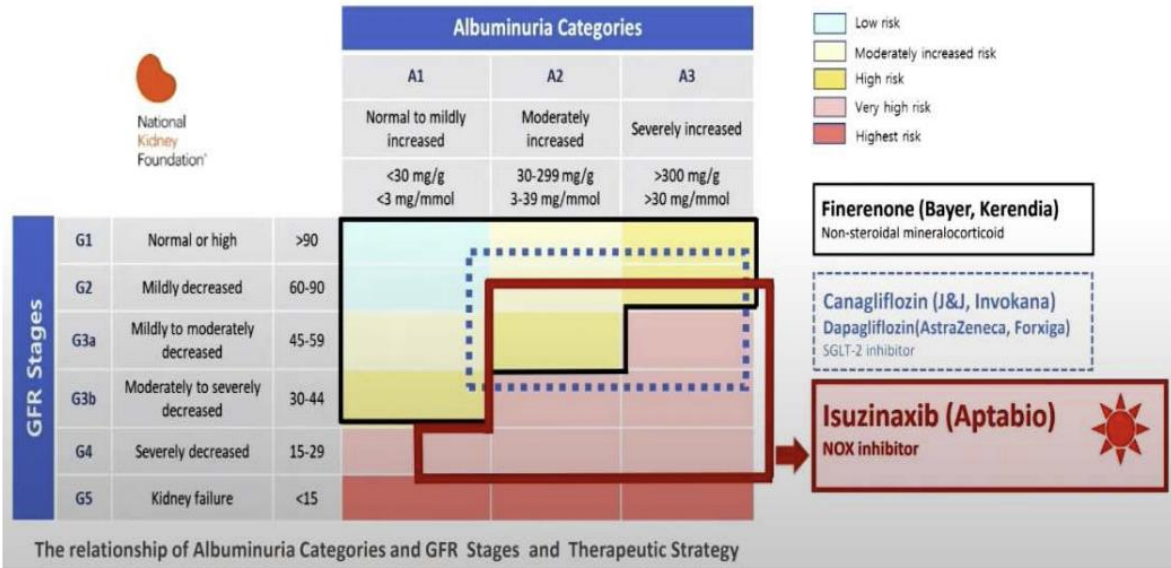 Albuminuria Categories
A1
A2
A3
Normal to mildly
increased
Moderately
increased
Severely increased
<30 mg/g
<3 mg/mmol
30-299 mg/g
3-39 mg/mmol
>300 mg/g
>30 mg/mmol
National
Kidney
Foundation®
GFR Stages
G1
Normal or high
>90
G2
Mildly decreased
60-90
G3a
Mildly to moderately
decreased
45-59
G3b
Moderately to severely
decreased
30-44
G4
Severely decreased
15-29
G5
Kidney failure
<15
Low risk
Moderately increased risk
High risk
Very high risk
Highest risk
Finerenone (Bayer, Kerendia)
Non-steroidal mineralocorticoid
Canagliflozin (J&J, Invokana)
Dapagliflozin(AstraZeneca, Forxiga)
SGLT-2 inhibitor
Isuzinaxib (Aptabio)
NOX inhibitor
The relationship of Albuminuria Categories and GFR Stages and Therapeutic Strategy